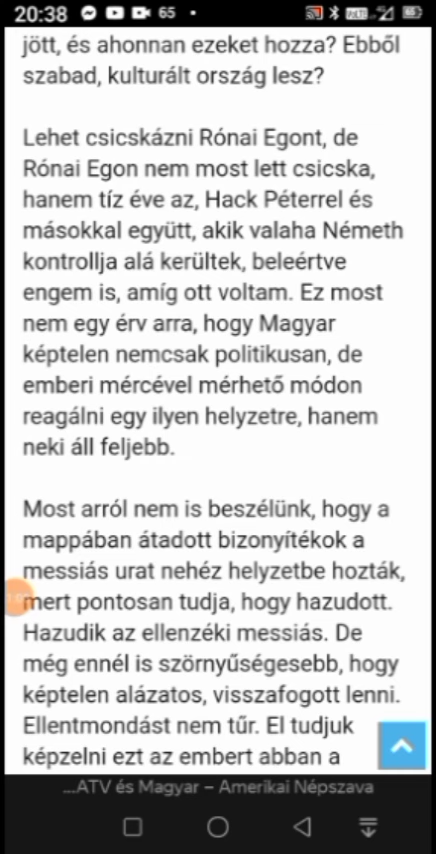 20:38 65
jött, és ahonnan ezeket hozza? Ebből
szabad, kulturált ország lesz?
Lehet csicskázni Rónai Egont, de
Rónai Egon nem most lett csicska,
hanem tíz éve az, Hack Péterrel és
másokkal együtt, akik valaha Németh
kontrollja alá kerültek, beleértve
engem is, amíg ott voltam. Ez most
nem egy érv arra, hogy Magyar
képtelen nemcsak politikusan, de
emberi mércével mérhető módon
reagálni egy ilyen helyzetre, hanem
neki áll feljebb.
Most arról nem is beszélünk, hogy a
mappában átadott bizonyítékok a
messiás urat nehéz helyzetbe hozták,
mert pontosan tudja, hogy hazudott.
Hazudik az ellenzéki messiás. De
még ennél is szörnyűségesebb, hogy
képtelen alázatos, visszafogott lenni.
Ellentmondást nem tűr. El tudjuk
képzelni ezt az embert abban a
...ATV és Magyar – Amerikai Népszava